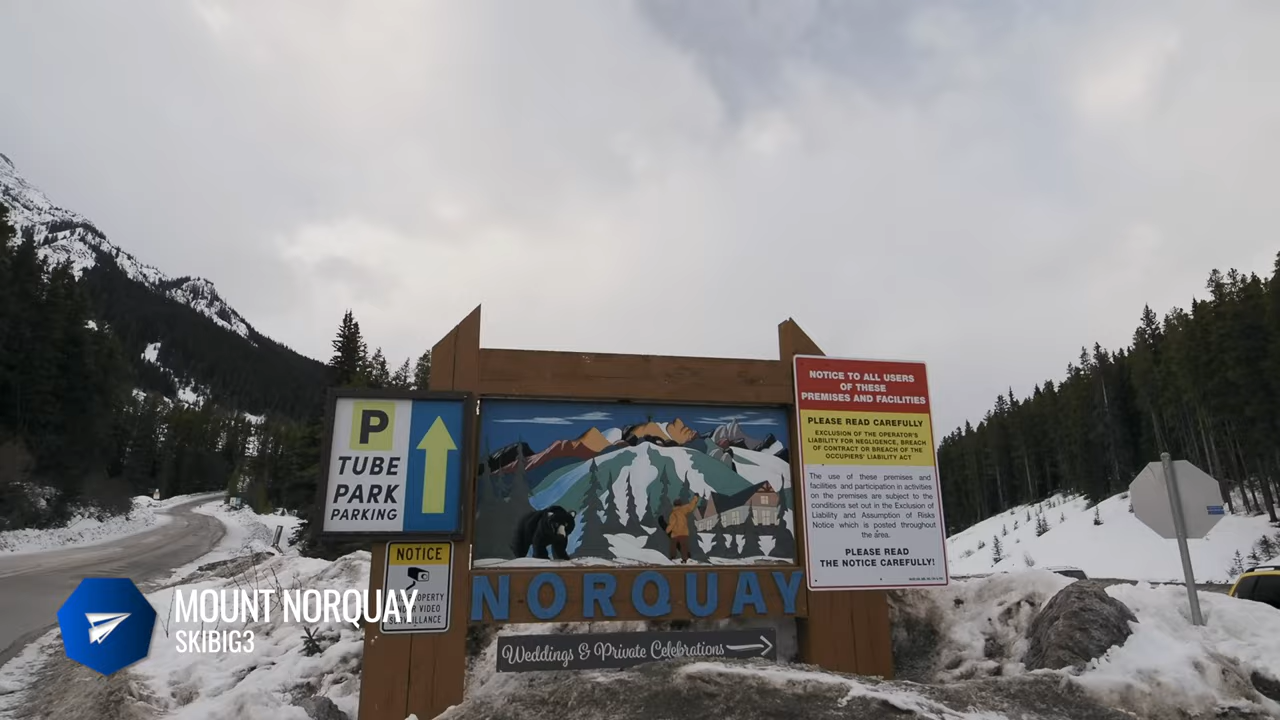 P
TUBE
PARK
PARKING
NOTICE
PROPERTY
VIDEO
NORQUAY
Weddings & Private Celebrations
NOTICE TO ALL USERS
OF THESE
PREMISES AND FACILITIES
PLEASE READ CAREFULLY
EXCLUSION OF THE OPERATOR'S
LIABILITY FOR NEGLIGENCE, BREACH
OF CONTRACT OR BREACH OF THE
OCCUPIERS' LIABILITY ACT
The use of these premises and
facilities and participation in activities
on the premises are subject to the
conditions set out in the Exclusion of
Liability and Assumption of Risks
Notice which is posted throughout
the area.
PLEASE READ
THE NOTICE CAREFULLY!
MOUNT NORQUAY
SKIBIG3